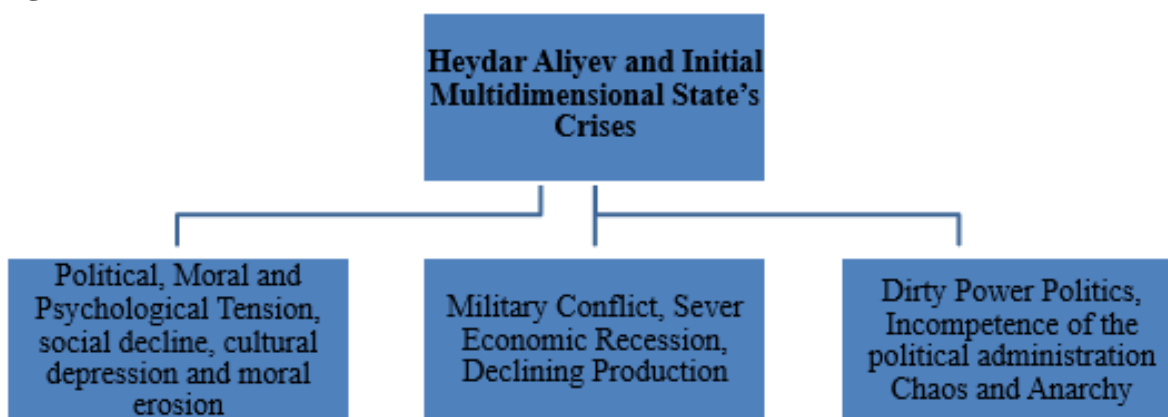 Heydar Aliyev and Initial
Multidimensional State's
Crises
Political, Moral and
Psychological Tension,
social decline, cultural
depression and moral
erosion
Military Conflict, Sever
Economic Recession,
Declining Production
Dirty Power Politics,
Incompetence of the
political administration
Chaos and Anarchy